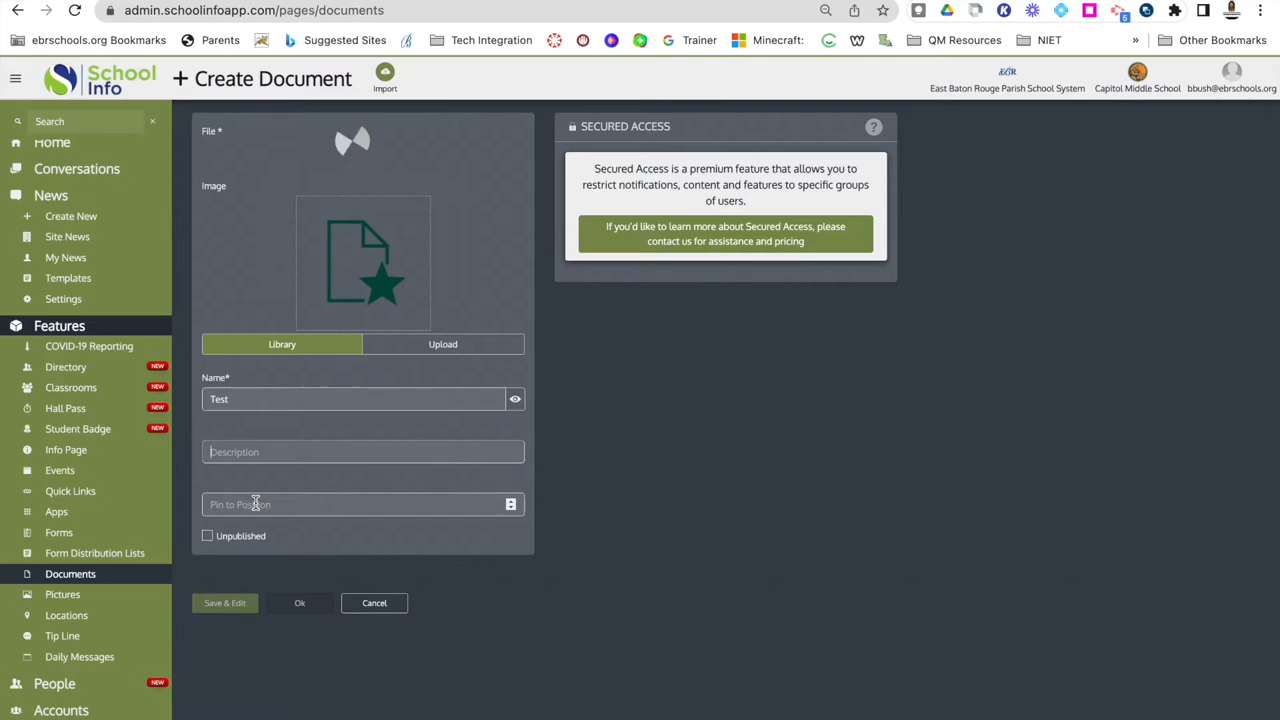 admin.schoolinfoapp.com/pages/documents
5
ebrschools.org Bookmarks
Parents
Suggested Sites
Tech Integration
Trainer
Minecraft:
QM Resources
NIET
»
Other Bookmarks
School
Info
+ Create Document
Import
EBR
East Baton Rouge Parish School System
Capitol Middle School
bbush@ebrschools.org
Search
×
Home
Conversations
News
+ Create New
Site News
My News
Templates
Settings
Features
COVID-19 Reporting
Directory NEW
Classrooms NEW
Hall Pass NEW
Student Badge NEW
Info Page
Events
Quick Links
Apps
Forms
Form Distribution Lists
Documents
Pictures
Locations
Tip Line
Daily Messages
People NEW
Accounts
File *
Image
Library
Upload
Name*
Test
Description
Pin to Position
Unpublished
Save & Edit
Ok
Cancel
SECURED ACCESS
?
Secured Access is a premium feature that allows you to
restrict notifications, content and features to specific groups
of users.
If you'd like to learn more about Secured Access, please
contact us for assistance and pricing